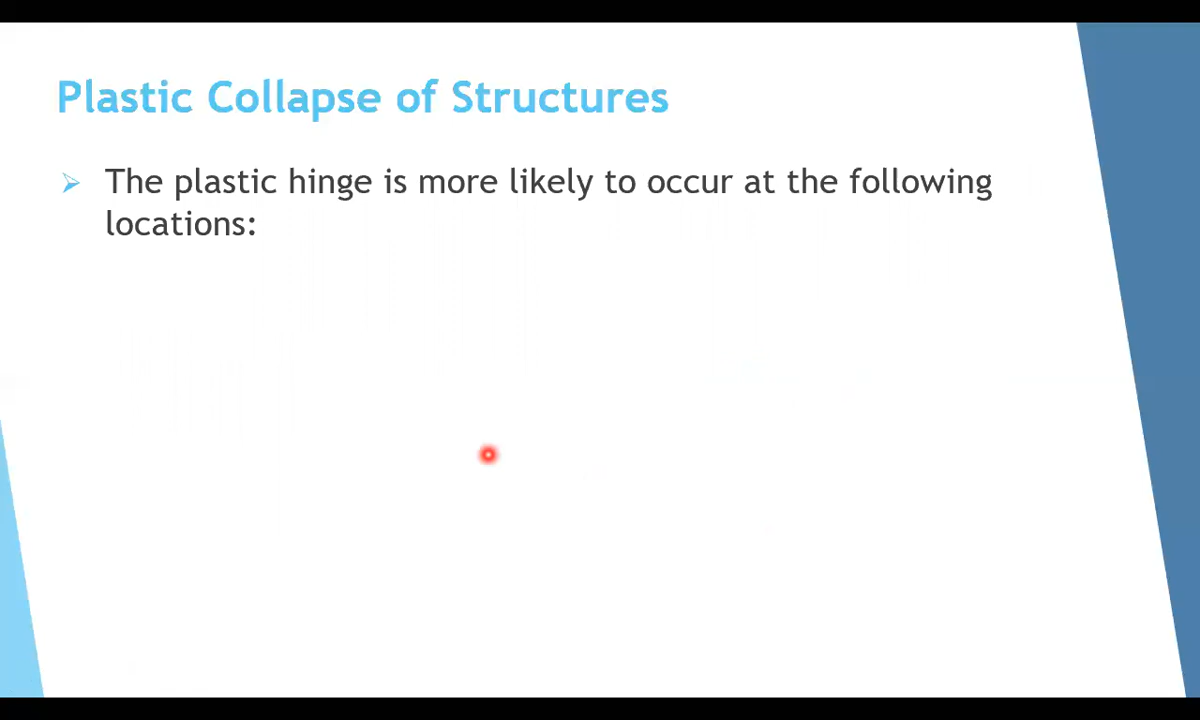 Plastic Collapse of Structures
The plastic hinge is more likely to occur at the following
locations: